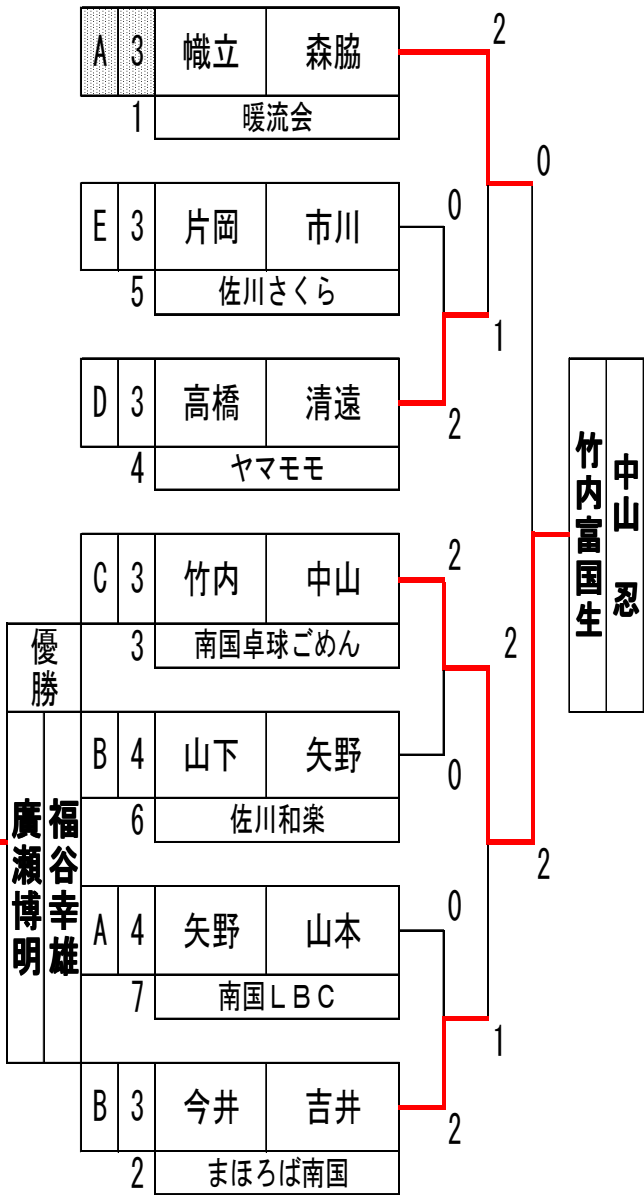 A 3 幟立 森脇
1 暖流会
2
0
E 3 片岡 市川
5 佐川さくら
0
1
D 3 高橋 清遠
4 ヤマモモ
2
C 3 竹内 中山
3 南国卓球ごめん
2
2
B 4 山下 矢野
6 佐川和楽
0
2
A 4 矢野 山本
7 南国LBC
0
1
B 3 今井 吉井
2 まほろば南国
2
竹内富国生
中山 忍
優勝
廣瀬博明
福谷幸雄